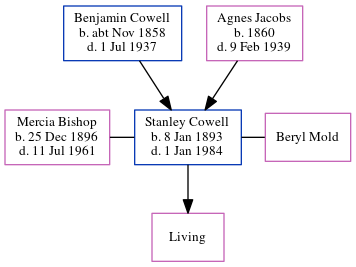 Benjamin Cowell
b. abt Nov 1858
d. 1 Jul 1937
Agnes Jacobs
b. 1860
d. 9 Feb 1939
Mercia Bishop
b. 25 Dec 1896
d. 11 Jul 1961
Stanley Cowell
b. 8 Jan 1893
d. 1 Jan 1984
Beryl Mold
Living